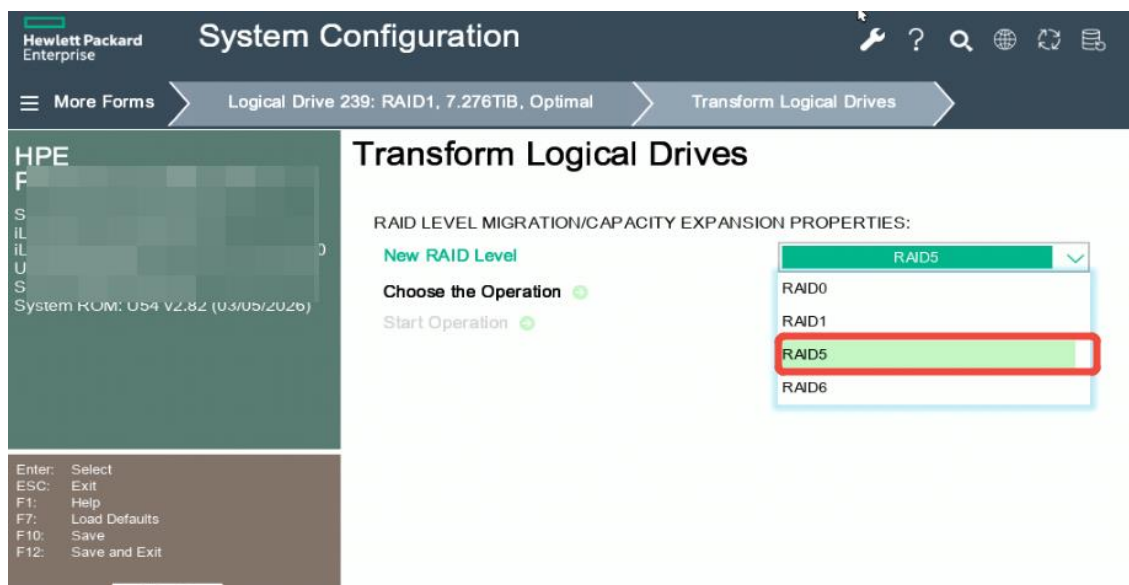 Hewlett Packard
Enterprise
System Configuration
More Forms
Logical Drive 239: RAID1, 7.276TiB, Optimal
Transform Logical Drives
HPE
Transform Logical Drives
RAID LEVEL MIGRATION/CAPACITY EXPANSION PROPERTIES:
New RAID Level
RAID5
Choose the Operation
Start Operation
RAID0
RAID1
RAID5
RAID6
System ROM: U54 v2.82 (03/05/2026)
Enter: Select
ESC: Exit
F1: Help
F7: Load Defaults
F10: Save
F12: Save and Exit